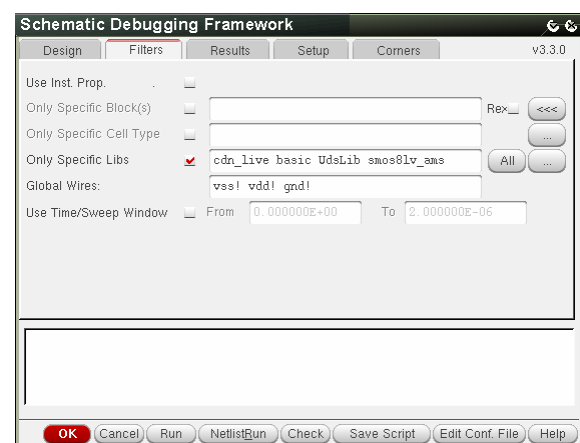 Schematic Debugging Framework
Design Filters Results Setup Corners v3.3.0
Use Inst. Prop. .
Only Specific Block(s) Rex <<<
Only Specific Cell Type ...
Only Specific Libs cdn_live basic UdsLib smos8lv_ams All ...
Global Wires: vss! vdd! gnd!
Use Time/Sweep Window From 0.000000E+00 To 2.000000E-06
OK Cancel Run NetlistRun Check Save Script Edit Conf. File Help